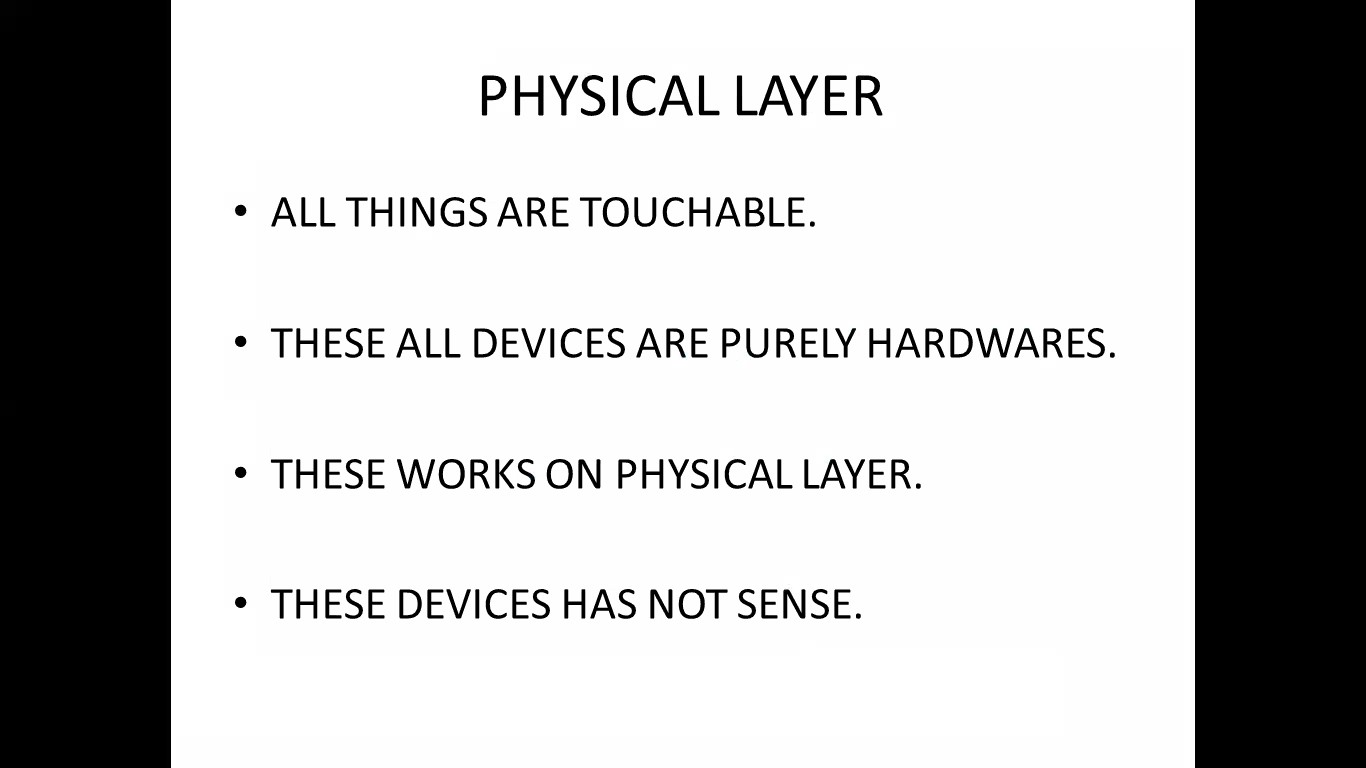 PHYSICAL LAYER
• ALL THINGS ARE TOUCHABLE.
• THESE ALL DEVICES ARE PURELY HARDWARES.
• THESE WORKS ON PHYSICAL LAYER.
• THESE DEVICES HAS NOT SENSE.